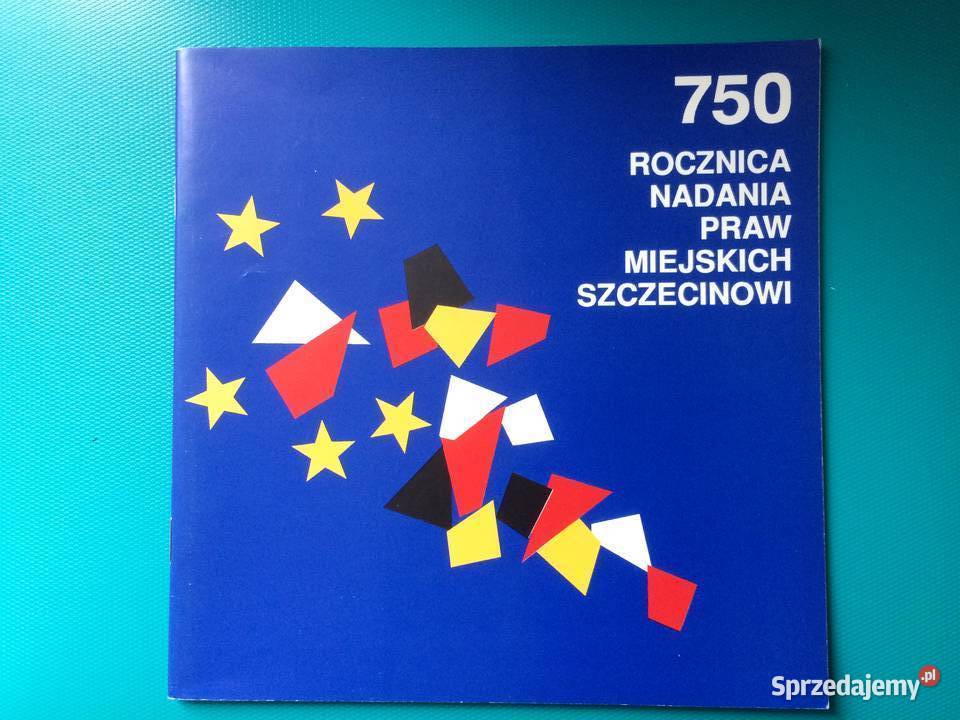 750
ROCZNICA
NADANIA
PRAW
MIEJSKICH
SZCZECINOWI
Sprzedajemy.pl